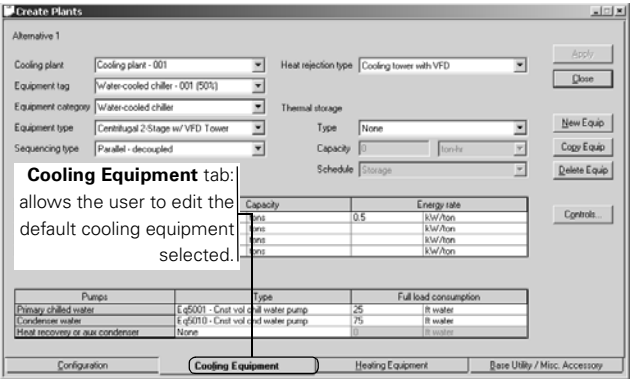 Create Plants
Alternative 1
Cooling plant Cooling plant - 001 Heat rejection type Cooling tower with VFD Apply
Equipment tag Water-cooled chiller - 001 (50%) Close
Equipment category Water-cooled chiller Thermal storage
Equipment type Centrifugal 2-Stage w/ VFD Tower Type None New Equip
Sequencing type Parallel - decoupled Capacity 0 ton-hr Copy Equip
Schedule Storage Delete Equip
Cooling Equipment tab:
allows the user to edit the
default cooling equipment
selected.
Capacity Energy rate Controls...
tons 0.5 kW/ton
tons kW/ton
tons kW/ton
tons kW/ton
Pumps Type Full load consumption
Primary chilled water Eq5001 - Cnst vol chill water pump 25 ft water
Condenser water Eq5010 - Cnst vol cnd water pump 75 ft water
Heat recovery or aux condenser None 0 ft water
Configuration Cooling Equipment Heating Equipment Base Utility / Misc. Accessory